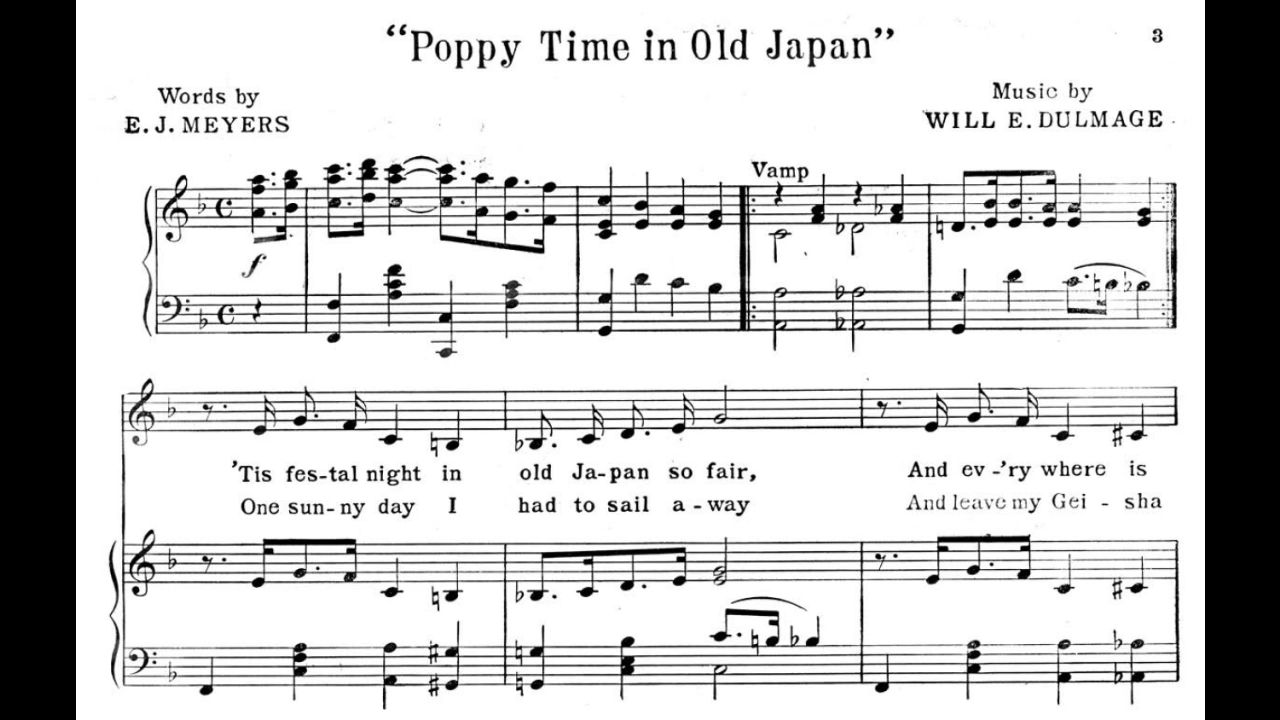 “Poppy Time in Old Japan”
3
Words by
E. J. MEYERS
Music by
WILL E. DULMAGE
Vamp
f
'Tis fes-tal night in old Ja-pan so fair, And ev-'ry where is
One sun-ny day I had to sail a-way And leave my Gei-sha